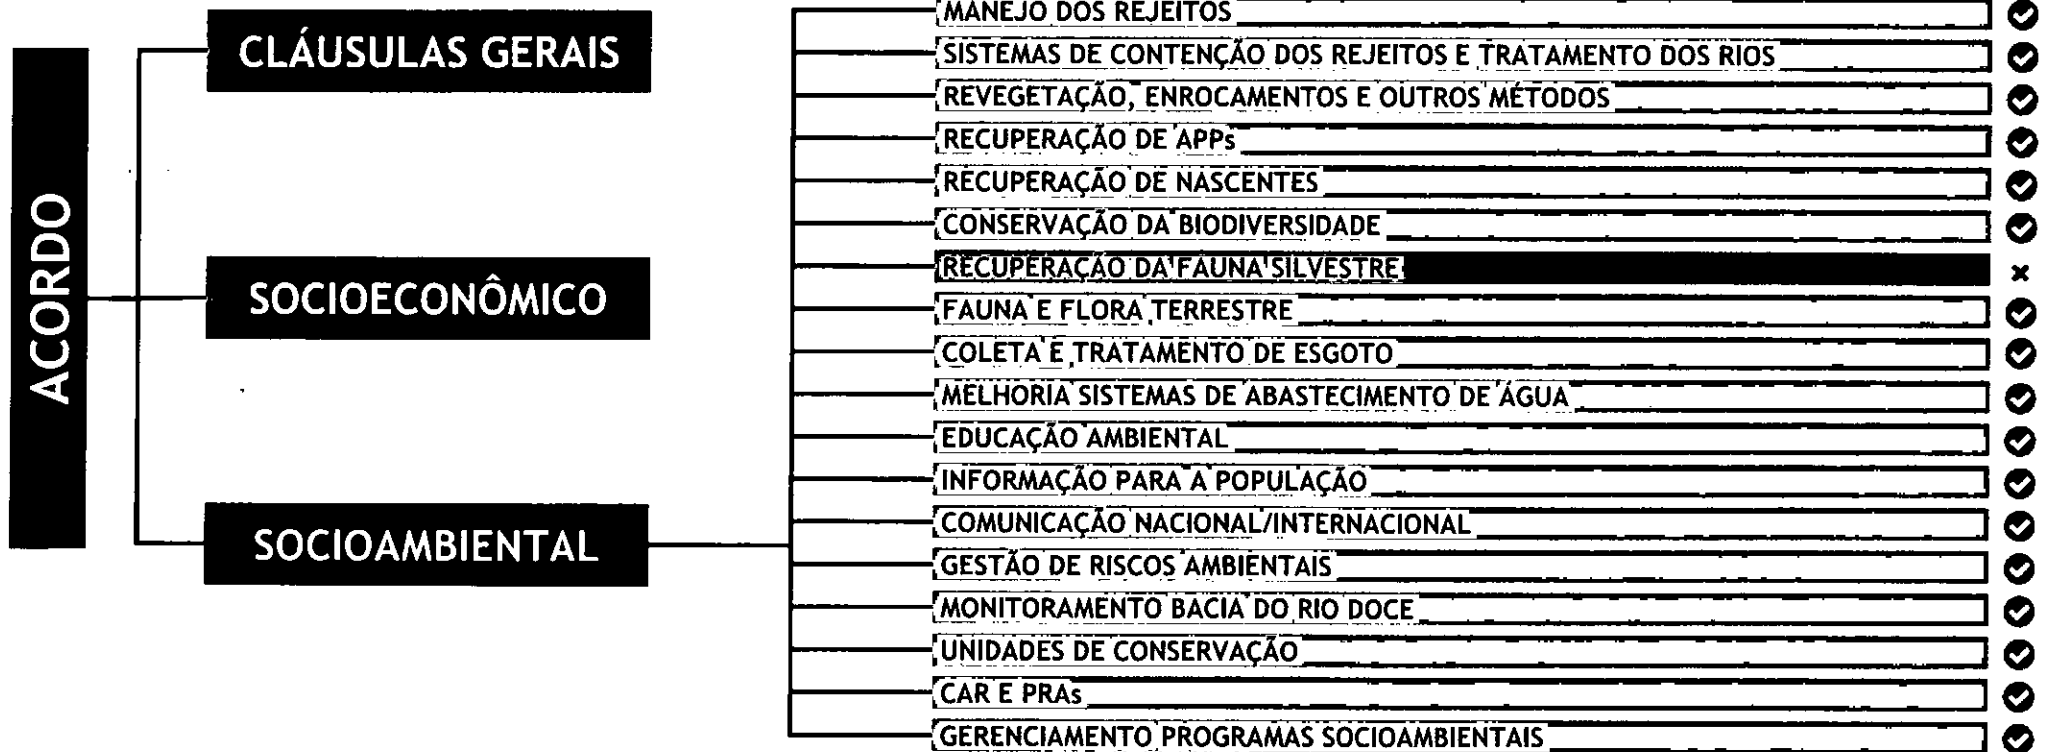 ACORDO
CLÁUSULAS GERAIS
SOCIOECONÔMICO
SOCIOAMBIENTAL
MANEJO DOS REJEITOS
SISTEMAS DE CONTENÇÃO DOS REJEITOS E TRATAMENTO DOS RIOS
REVEGETAÇÃO, ENROCAMENTOS E OUTROS MÉTODOS
RECUPERAÇÃO DE APPs
RECUPERAÇÃO DE NASCENTES
CONSERVAÇÃO DA BIODIVERSIDADE
RECUPERAÇÃO DA FAUNA SILVESTRE
FAUNA E FLORA TERRESTRE
COLETA E TRATAMENTO DE ESGOTO
MELHORIA SISTEMAS DE ABASTECIMENTO DE ÁGUA
EDUCAÇÃO AMBIENTAL
INFORMAÇÃO PARA A POPULAÇÃO
COMUNICAÇÃO NACIONAL/INTERNACIONAL
GESTÃO DE RISCOS AMBIENTAIS
MONITORAMENTO BACIA DO RIO DOCE
UNIDADES DE CONSERVAÇÃO
CAR E PRAs
GERENCIAMENTO PROGRAMAS SOCIOAMBIENTAIS